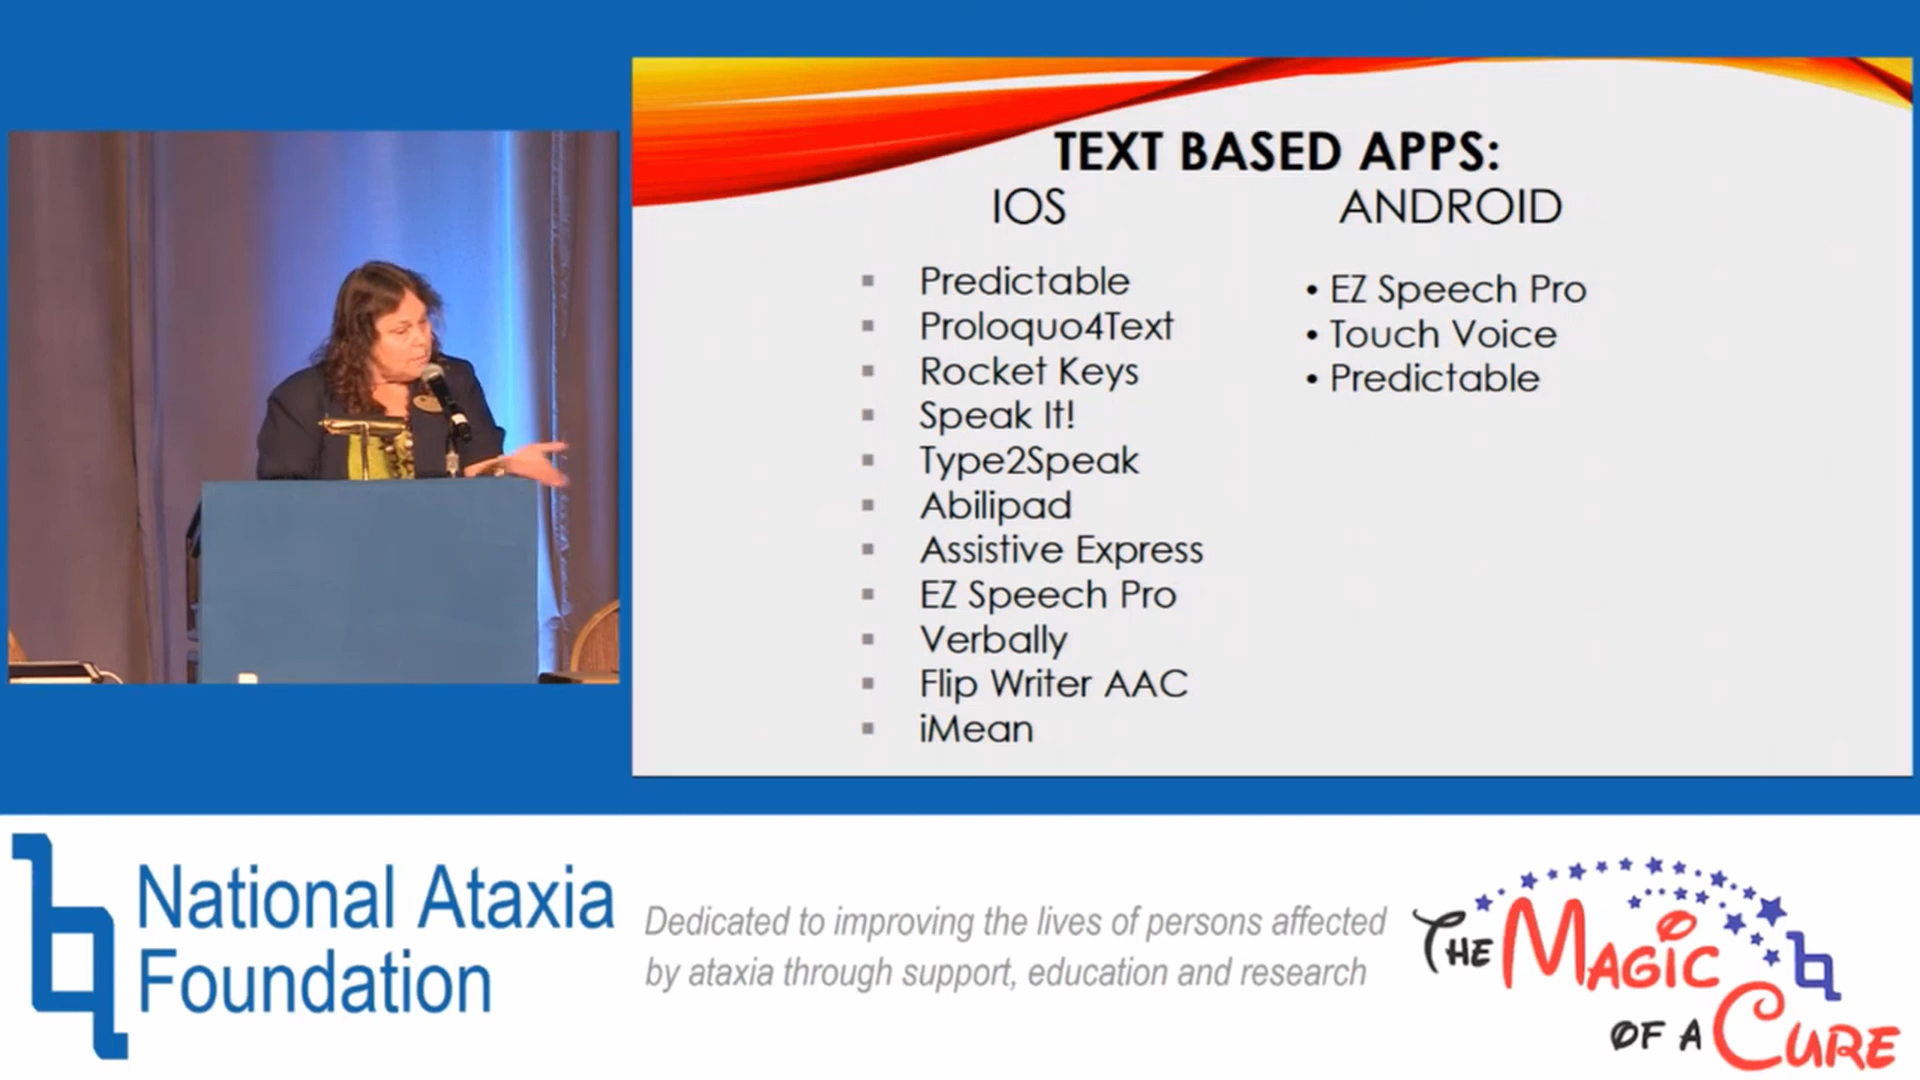 TEXT BASED APPS:
IOS
Predictable
Proloquo4Text
Rocket Keys
Speak It!
Type2Speak
Abilipad
Assistive Express
EZ Speech Pro
Verbally
Flip Writer AAC
iMean
ANDROID
• EZ Speech Pro
• Touch Voice
• Predictable
National Ataxia
Foundation
Dedicated to improving the lives of persons affected
by ataxia through support, education and research
THE MAGIC
OF A CURE